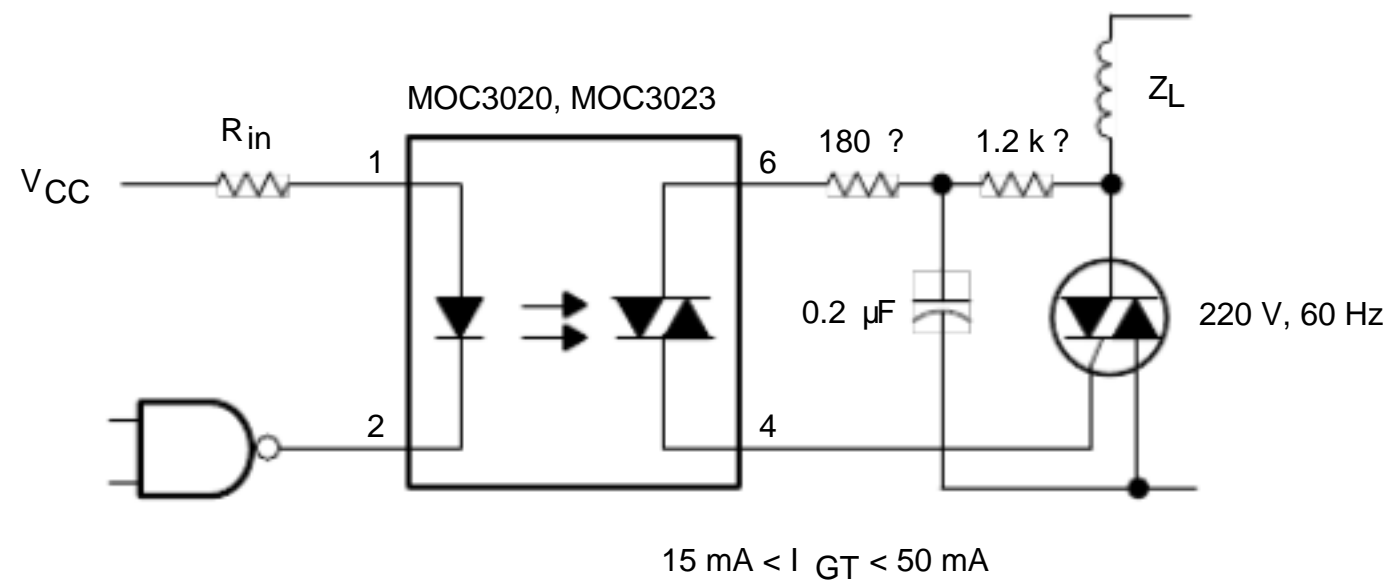 Z L
MOC3020, MOC3023
R in
180 ?
1.2 k ?
1
6
V CC
0.2 µF
220 V, 60 Hz
2
4
15 mA < I GT < 50 mA